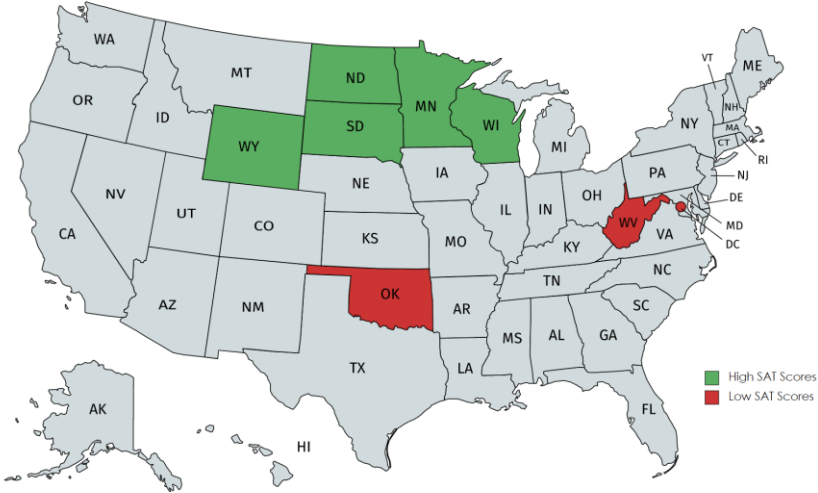 WA
MT
ND
MN
VT
ME
OR
ID
SD
WI
NH
WY
NY
MA
CT
MI
RI
IA
PA
NJ
NE
NV
OH
DE
UT
IL
IN
CO
WV
MD
CA
VA
DC
KS
MO
KY
NC
TN
OK
AZ
NM
AR
SC
MS
AL
GA
TX
LA
High SAT Scores
Low SAT Scores
AK
FL
HI